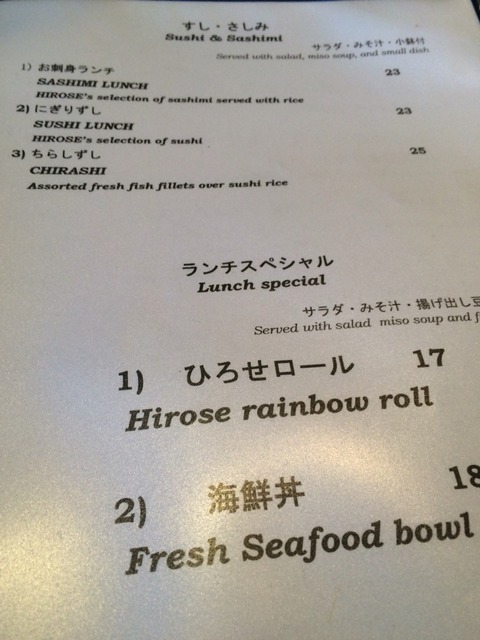 すし・さしみ
Sushi & Sashimi
サラダ・みそ汁・小鉢付
Served with salad, miso soup, and small dish
1) お刺身ランチ 23
SASHIMI LUNCH
HIROSE's selection of sashimi served with rice
2) にぎりずし 23
SUSHI LUNCH
HIROSE's selection of sushi
3) ちらしずし 25
CHIRASHI
Assorted fresh fish fillets over sushi rice
ランチスペシャル
Lunch special
サラダ・みそ汁・揚げ出し豆
Served with salad miso soup and f
1) ひろせロール 17
Hirose rainbow roll
2) 海鮮丼 18
Fresh Seafood bowl